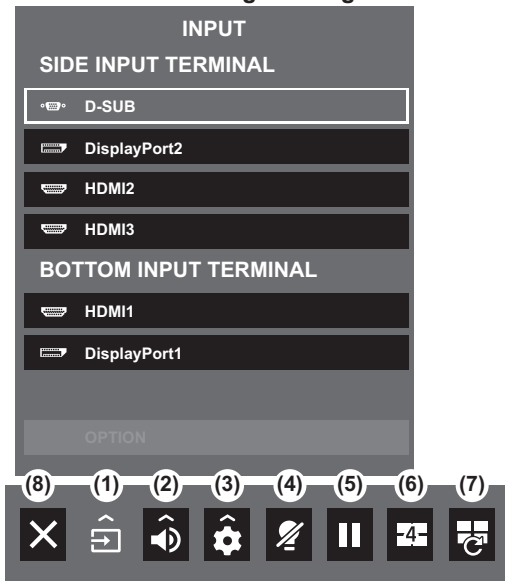 INPUT
SIDE INPUT TERMINAL
D-SUB
DisplayPort2
HDMI2
HDMI3
BOTTOM INPUT TERMINAL
HDMI1
DisplayPort1
OPTION
(8) (1) (2) (3) (4) (5) (6) (7)
4